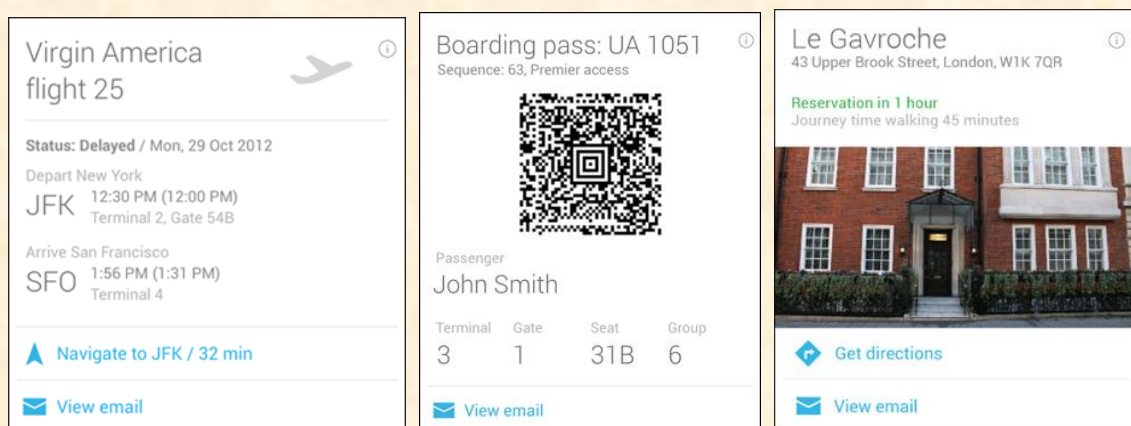 Virgin America
flight 25
Status: Delayed / Mon, 29 Oct 2012
Depart New York
JFK 12:30 PM (12:00 PM)
Terminal 2, Gate 54B
Arrive San Francisco
SFO 1:56 PM (1:31 PM)
Terminal 4
Navigate to JFK / 32 min
View email
Boarding pass: UA 1051
Sequence: 63, Premier access
Passenger
John Smith
Terminal Gate Seat Group
3 1 31B 6
View email
Le Gavroche
43 Upper Brook Street, London, W1K 7QR
Reservation in 1 hour
Journey time walking 45 minutes
Get directions
View email